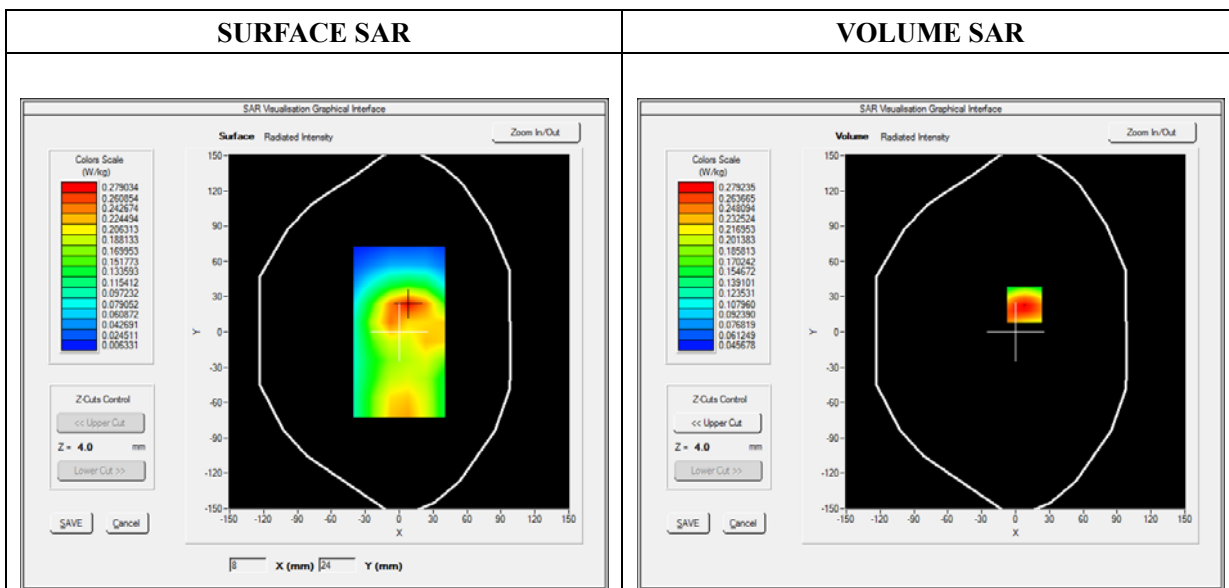 SURFACE SAR
VOLUME SAR
SAR Visualisation Graphical Interface
Surface Radiated Intensity
Zoom In/Out
Colors Scale
(W/kg)
0.279034
0.260854
0.242674
0.224494
0.206313
0.188133
0.169953
0.151773
0.133593
0.115412
0.097232
0.079052
0.060872
0.042691
0.024511
0.006331
150
120
90
60
30
0
-30
-60
-90
-120
-150
Y
-150 -120 -90 -60 -30 0 30 60 90 120 150
X
Z-Cuts Control
<< Upper Cut
Z = 4.0 mm
Lower Cut >>
SAVE Cancel
8 X (mm) 24 Y (mm)
SAR Visualisation Graphical Interface
Volume Radiated Intensity
Zoom In/Out
Colors Scale
(W/kg)
0.279235
0.263665
0.248094
0.232524
0.216953
0.201383
0.185813
0.170242
0.154672
0.139101
0.123531
0.107960
0.092390
0.076819
0.061249
0.045678
150
120
90
60
30
0
-30
-60
-90
-120
-150
Y
-150 -120 -90 -60 -30 0 30 60 90 120 150
X
Z-Cuts Control
<< Upper Cut
Z = 4.0 mm
Lower Cut >>
SAVE Cancel